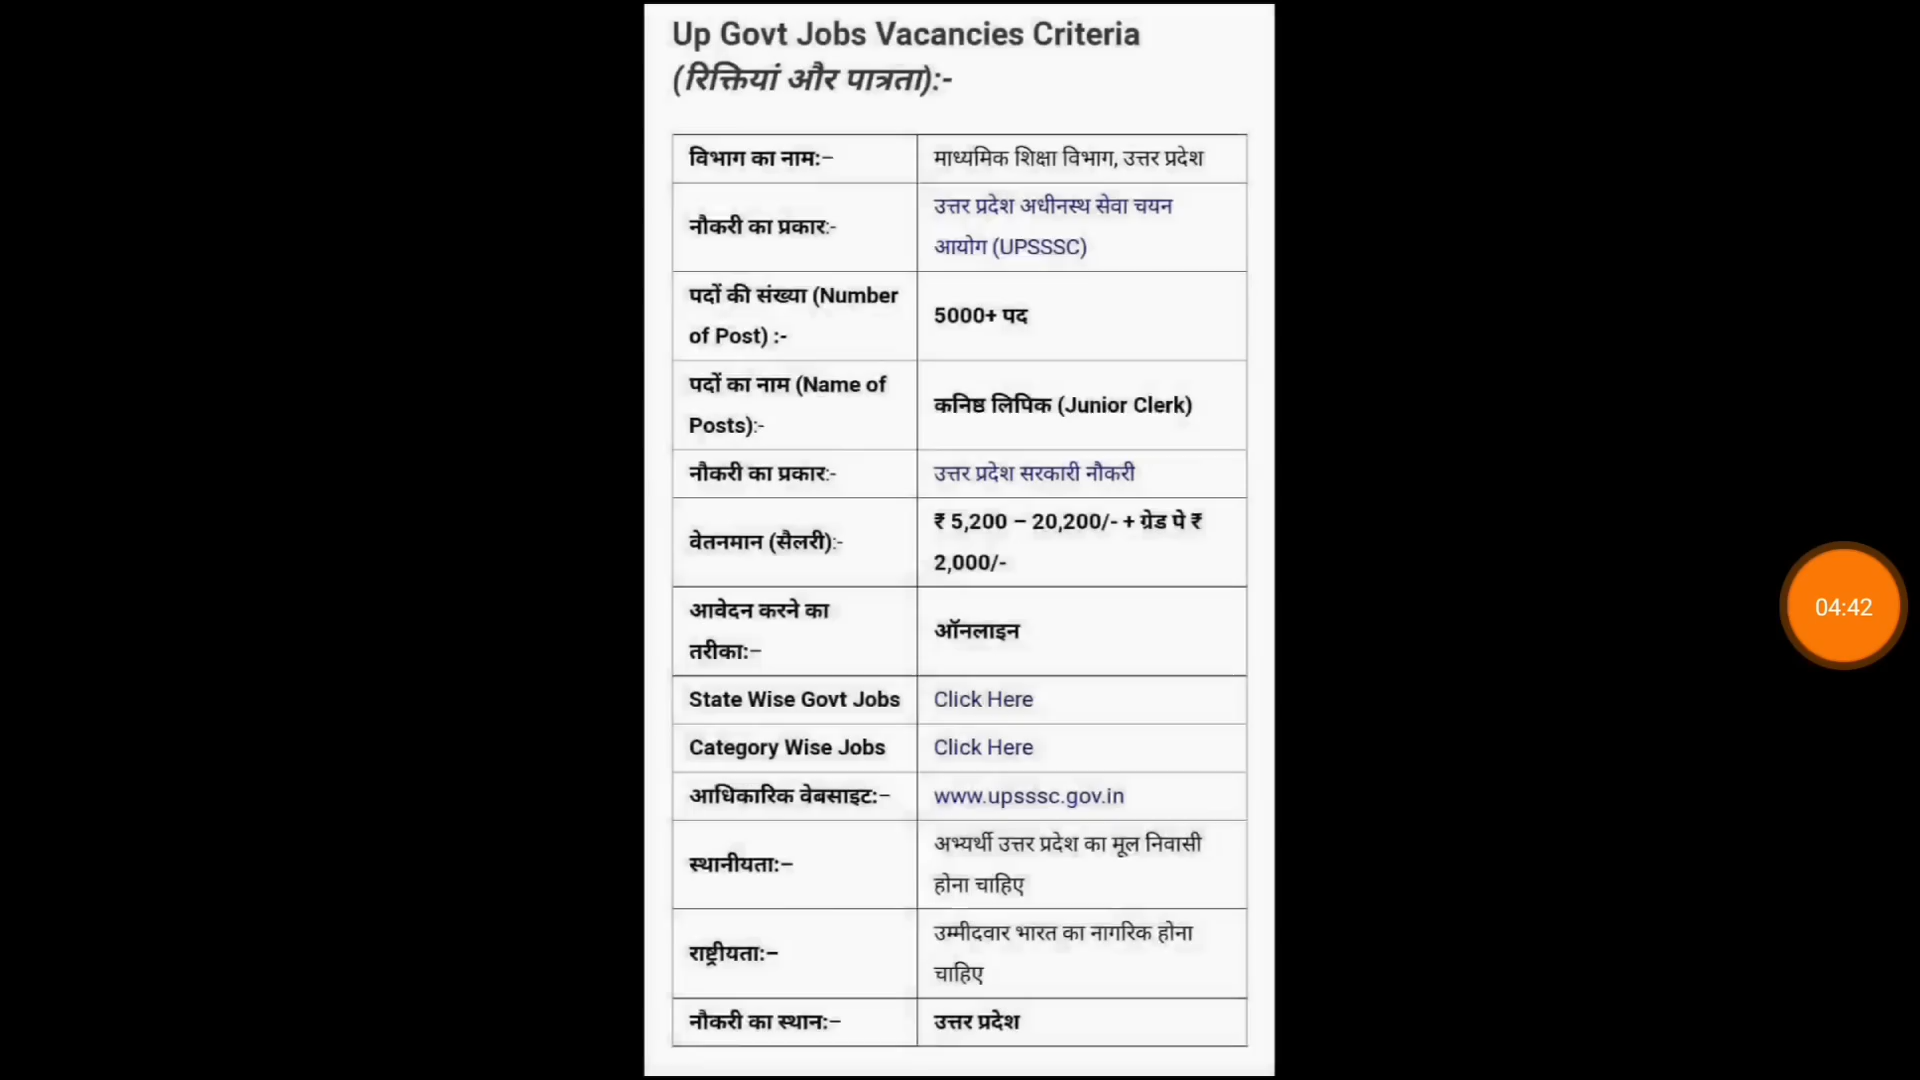 Up Govt Jobs Vacancies Criteria
(रिक्तियां और पात्रता):-
विभाग का नाम:–
माध्यमिक शिक्षा विभाग, उत्तर प्रदेश
नौकरी का प्रकार:-
उत्तर प्रदेश अधीनस्थ सेवा चयन
आयोग (UPSSSC)
पदों की संख्या (Number
of Post) :-
5000+ पद
पदों का नाम (Name of
Posts):-
कनिष्ठ लिपिक (Junior Clerk)
नौकरी का प्रकार:-
उत्तर प्रदेश सरकारी नौकरी
वेतनमान (सैलरी):-
₹ 5,200 – 20,200/- + ग्रेड पे ₹
2,000/-
आवेदन करने का
तरीका:–
ऑनलाइन
State Wise Govt Jobs
Click Here
Category Wise Jobs
Click Here
आधिकारिक वेबसाइट:–
www.upsssc.gov.in
स्थानीयता:–
अभ्यर्थी उत्तर प्रदेश का मूल निवासी
होना चाहिए
राष्ट्रीयता:–
उम्मीदवार भारत का नागरिक होना
चाहिए
नौकरी का स्थान:–
उत्तर प्रदेश
04:42